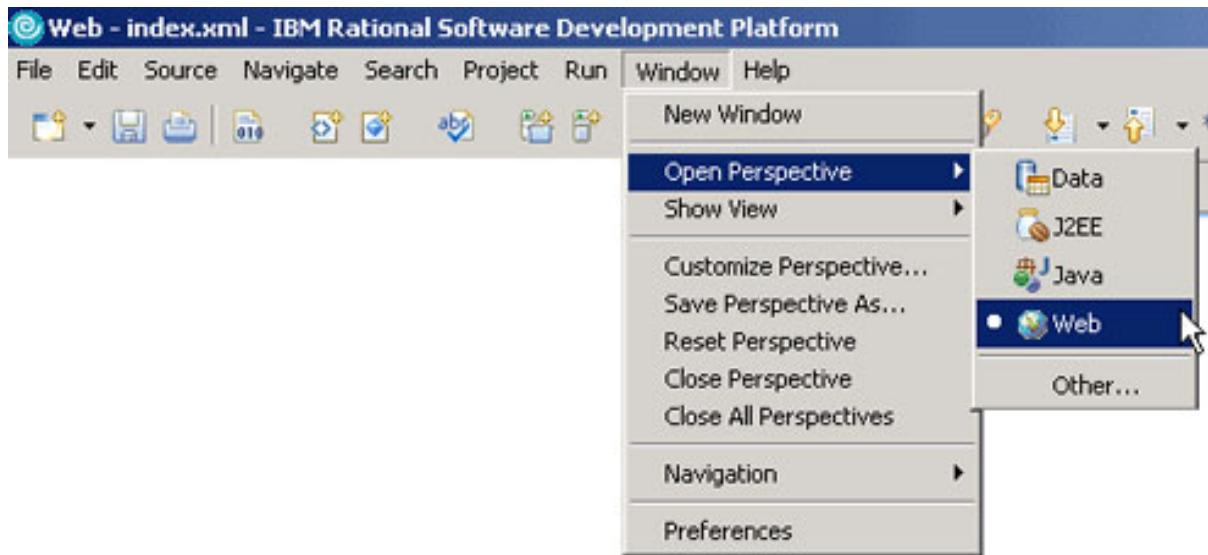 Web - index.xml - IBM Rational Software Development Platform
File Edit Source Navigate Search Project Run Window Help
010
abc
New Window
Open Perspective
Show View
Customize Perspective...
Save Perspective As...
Reset Perspective
Close Perspective
Close All Perspectives
Navigation
Preferences
Data
J2EE
Java
Web
Other...